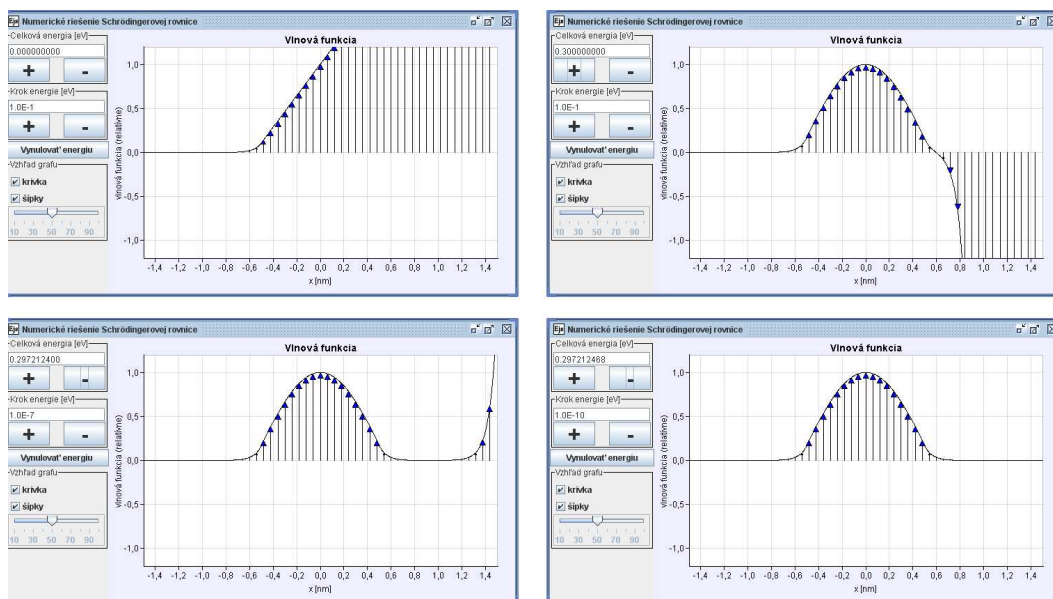 Numerické riešenie Schrödingerovej rovnice
Celková energia [eV]
0.000000000
+ -
Krok energie [eV]
1.0E-1
+ -
Vynulovať energiu
Vzhľad grafu
krivka
šípky
10 30 50 70 90
Vlnová funkcia
vlnová funkcia (relatívne)
1,0
0,5
0,0
-0,5
-1,0
-1,4 -1,2 -1,0 -0,8 -0,6 -0,4 -0,2 0,0 0,2 0,4 0,6 0,8 1,0 1,2 1,4
x [nm]
Numerické riešenie Schrödingerovej rovnice
Celková energia [eV]
0.300000000
+ -
Krok energie [eV]
1.0E-1
+ -
Vynulovať energiu
Vzhľad grafu
krivka
šípky
10 30 50 70 90
Vlnová funkcia
vlnová funkcia (relatívne)
1,0
0,5
0,0
-0,5
-1,0
-1,4 -1,2 -1,0 -0,8 -0,6 -0,4 -0,2 0,0 0,2 0,4 0,6 0,8 1,0 1,2 1,4
x [nm]
Numerické riešenie Schrödingerovej rovnice
Celková energia [eV]
0.297212400
+ -
Krok energie [eV]
1.0E-7
+ -
Vynulovať energiu
Vzhľad grafu
krivka
šípky
10 30 50 70 90
Vlnová funkcia
vlnová funkcia (relatívne)
1,0
0,5
0,0
-0,5
-1,0
-1,4 -1,2 -1,0 -0,8 -0,6 -0,4 -0,2 0,0 0,2 0,4 0,6 0,8 1,0 1,2 1,4
x [nm]
Numerické riešenie Schrödingerovej rovnice
Celková energia [eV]
0.297212468
+ -
Krok energie [eV]
1.0E-10
+ -
Vynulovať energiu
Vzhľad grafu
krivka
šípky
10 30 50 70 90
Vlnová funkcia
vlnová funkcia (relatívne)
1,0
0,5
0,0
-0,5
-1,0
-1,4 -1,2 -1,0 -0,8 -0,6 -0,4 -0,2 0,0 0,2 0,4 0,6 0,8 1,0 1,2 1,4
x [nm]